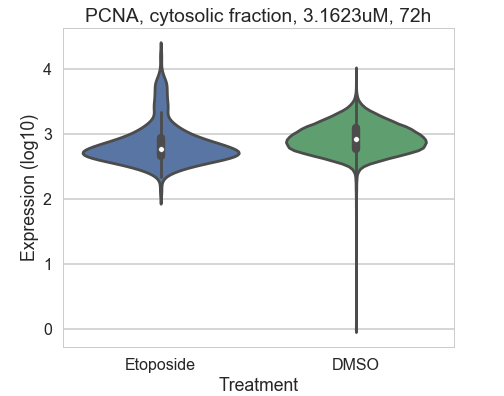 PCNA, cytosolic fraction, 3.1623uM, 72h
Expression (log10)
4
3
2
1
0
Etoposide
DMSO
Treatment